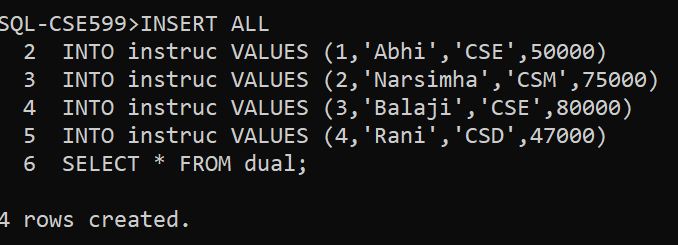 SQL-CSE599>INSERT ALL
  2  INTO instruc VALUES (1,'Abhi','CSE',50000)
  3  INTO instruc VALUES (2,'Narsimha','CSM',75000)
  4  INTO instruc VALUES (3,'Balaji','CSE',80000)
  5  INTO instruc VALUES (4,'Rani','CSD',47000)
  6  SELECT * FROM dual;
4 rows created.